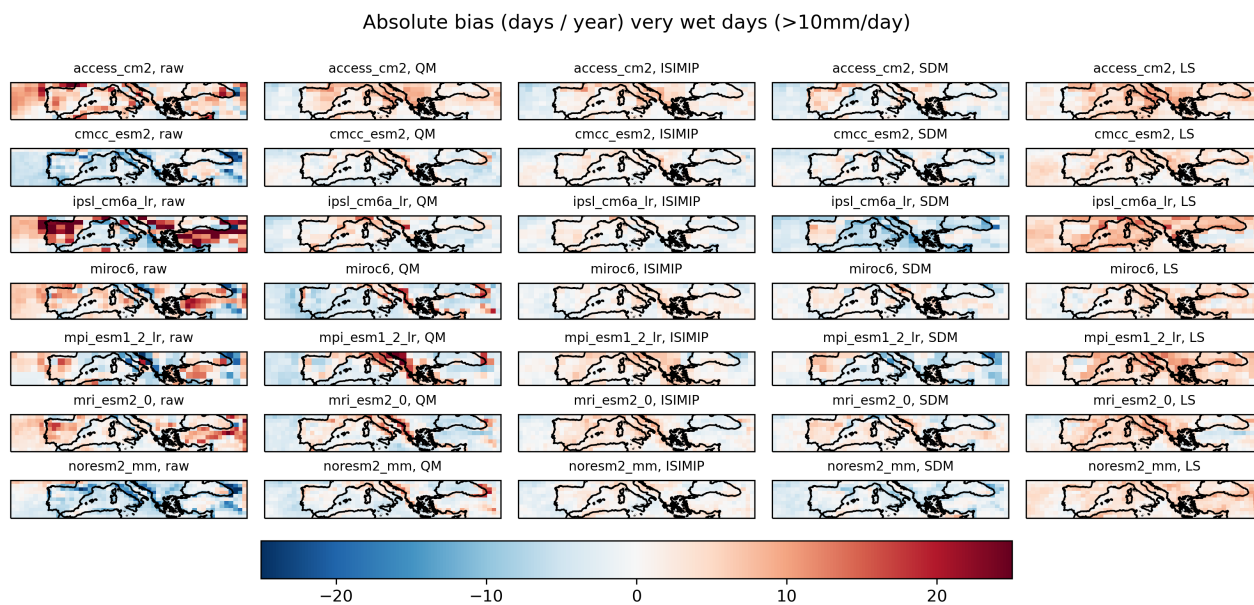 Absolute bias (days / year) very wet days (>10mm/day)
access_cm2, raw access_cm2, QM access_cm2, ISIMIP access_cm2, SDM access_cm2, LS
cmcc_esm2, raw cmcc_esm2, QM cmcc_esm2, ISIMIP cmcc_esm2, SDM cmcc_esm2, LS
ipsl_cm6a_lr, raw ipsl_cm6a_lr, QM ipsl_cm6a_lr, ISIMIP ipsl_cm6a_lr, SDM ipsl_cm6a_lr, LS
miroc6, raw miroc6, QM miroc6, ISIMIP miroc6, SDM miroc6, LS
mpi_esm1_2_lr, raw mpi_esm1_2_lr, QM mpi_esm1_2_lr, ISIMIP mpi_esm1_2_lr, SDM mpi_esm1_2_lr, LS
mri_esm2_0, raw mri_esm2_0, QM mri_esm2_0, ISIMIP mri_esm2_0, SDM mri_esm2_0, LS
noresm2_mm, raw noresm2_mm, QM noresm2_mm, ISIMIP noresm2_mm, SDM noresm2_mm, LS
−20 −10 0 10 20